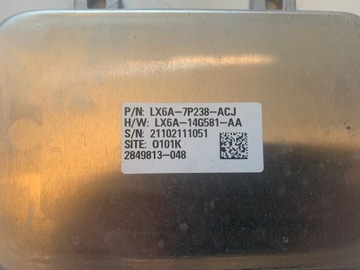 P/N: LX6A-7P238-ACJ
H/W: LX6A-14G581-AA
S/N: 21102111051
SITE: O101K
2849813-048